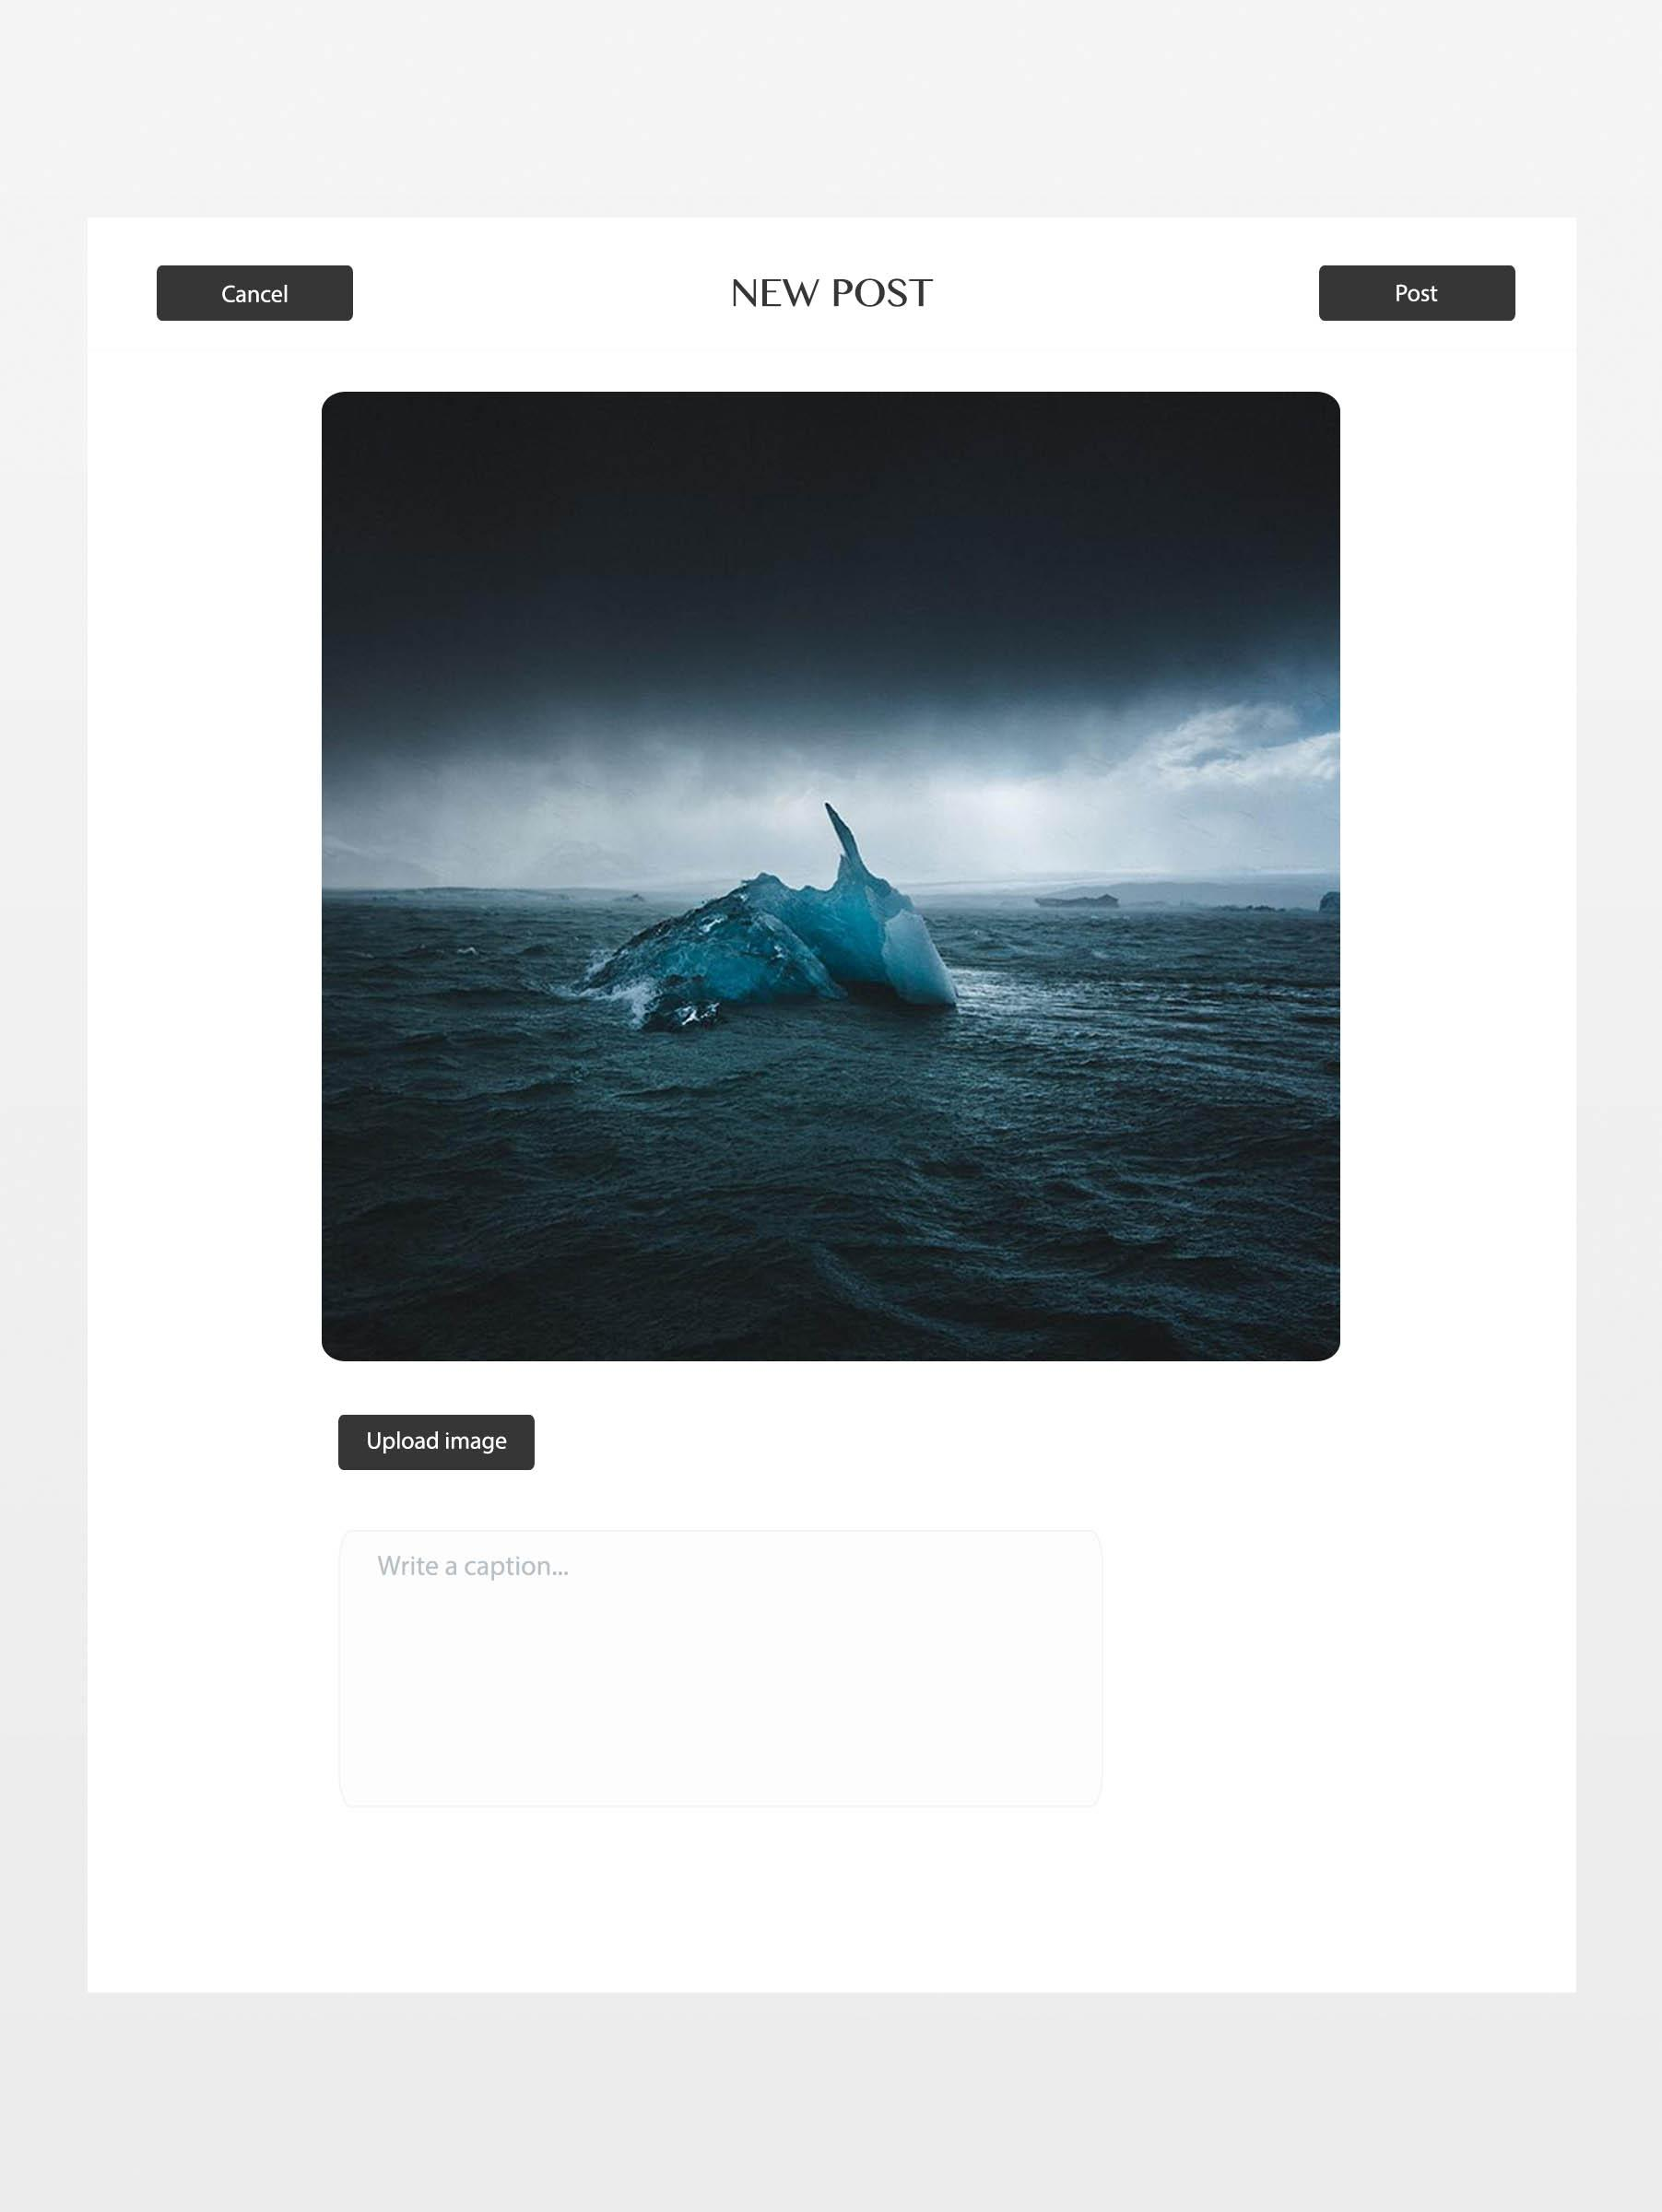 Cancel
NEW POST
Post
Upload image
Write a caption...